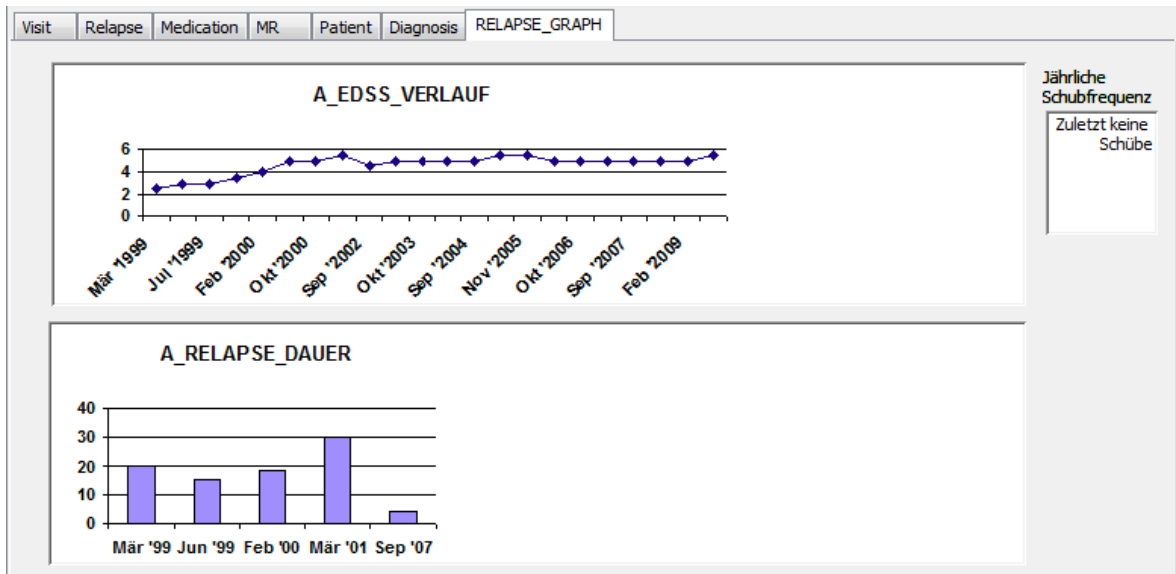 Visit Relapse Medication MR Patient Diagnosis RELAPSE_GRAPH
A_EDSS_VERLAUF
6
4
2
0
Mär '1999 Jul '1999 Feb '2000 Okt '2000 Sep '2002 Okt '2003 Sep '2004 Nov '2005 Okt '2006 Sep '2007 Feb '2009
Jährliche
Schubfrequenz
Zuletzt keine
Schübe
A_RELAPSE_DAUER
40
30
20
10
0
Mär '99 Jun '99 Feb '00 Mär '01 Sep '07